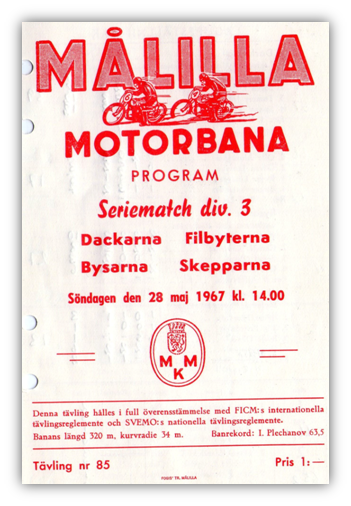 MÅLILLA
MOTORBANA
PROGRAM
Seriematch div. 3
Dackarna Filbyterna
Bysarna Skepparna
Söndagen den 28 maj 1967 kl. 14.00
M M
K
Denna tävling hålles i full överensstämmelse med FICM:s internationella
tävlingsreglemente och SVEMO:s nationella tävlingsreglemente.
Banans längd 320 m, kurvradie 34 m. Banrekord: I. Plechanov 63,5
Tävling nr 85 Pris 1:—
TR. MÅLILLA